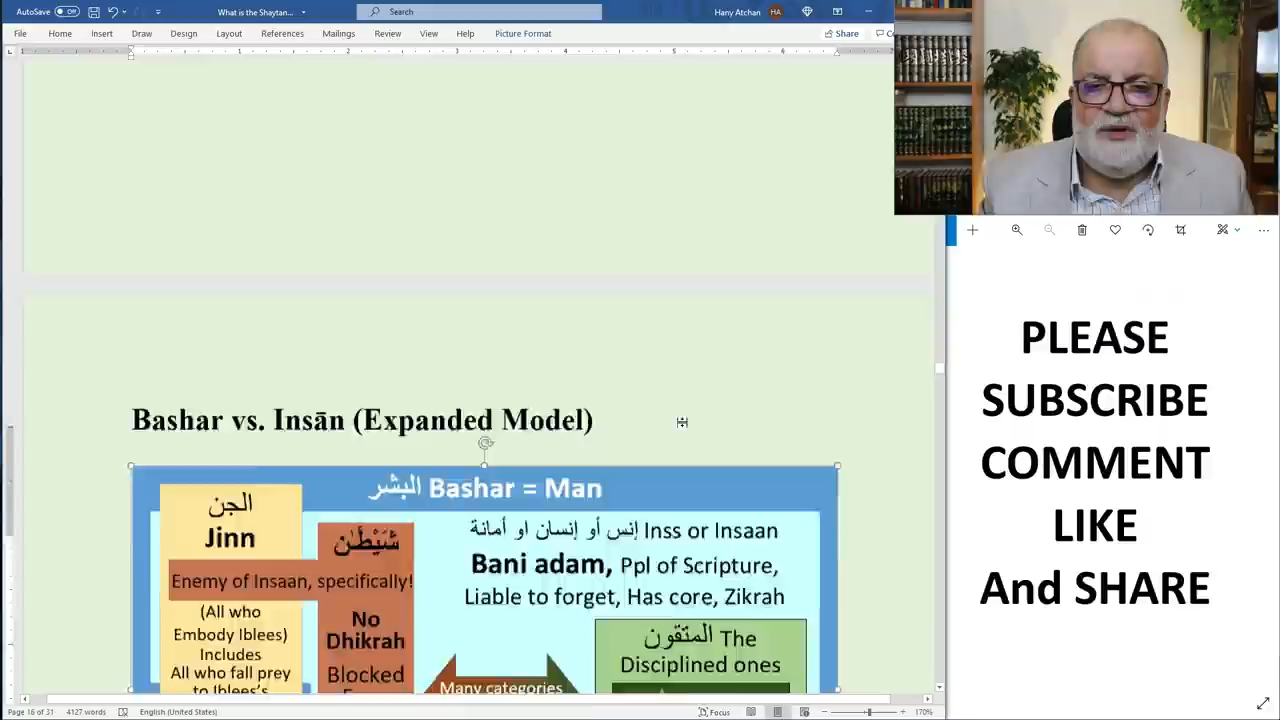 AutoSave
Off
What is the Shaytan...
Search
Hany Atchan
HA
File Home Insert Draw Design Layout References Mailings Review View Help Picture Format
Share
Bashar vs. Insān (Expanded Model)
البشر Bashar = Man
الجن
Jinn
شَيْطَٰن
Enemy of Insaan, specifically!
(All who
Embody Iblees)
Includes
All who fall prey
to Iblees's
No
Dhikrah
Blocked
إنس أو إنسان او أمانة Inss or Insaan
Bani adam, Ppl of Scripture,
Liable to forget, Has core, Zikrah
المتقون The
Disciplined ones
Many categories
PLEASE
SUBSCRIBE
COMMENT
LIKE
And SHARE
Page 16 of 31 4127 words English (United States)
Focus
170%